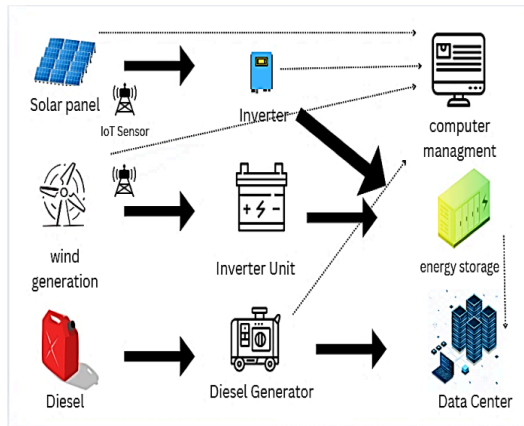 Solar panel
IoT Sensor
Inverter
computer
managment
wind
generation
Inverter Unit
energy storage
Diesel
Diesel Generator
Data Center